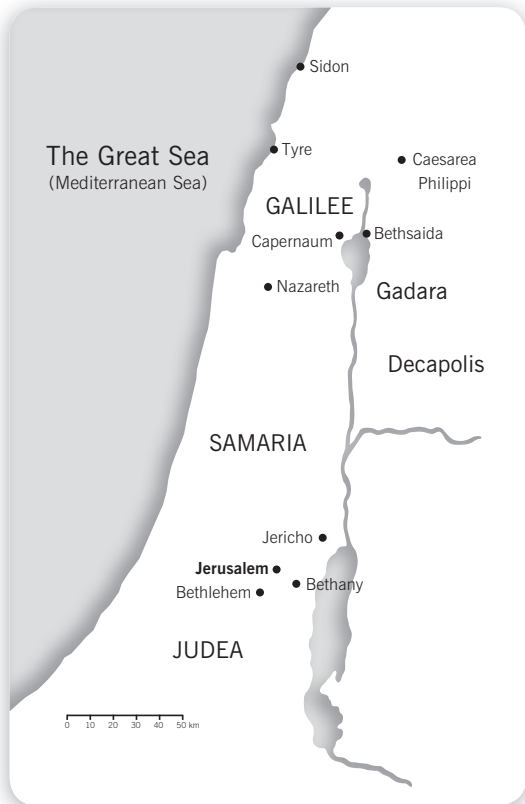 Sidon
The Great Sea
(Mediterranean Sea)
Tyre
Caesarea
Philippi
GALILEE
Capernaum
Bethsaida
Nazareth
Gadara
Decapolis
SAMARIA
Jericho
Jerusalem
Bethany
Bethlehem
JUDEA
0 10 20 30 40 50 km